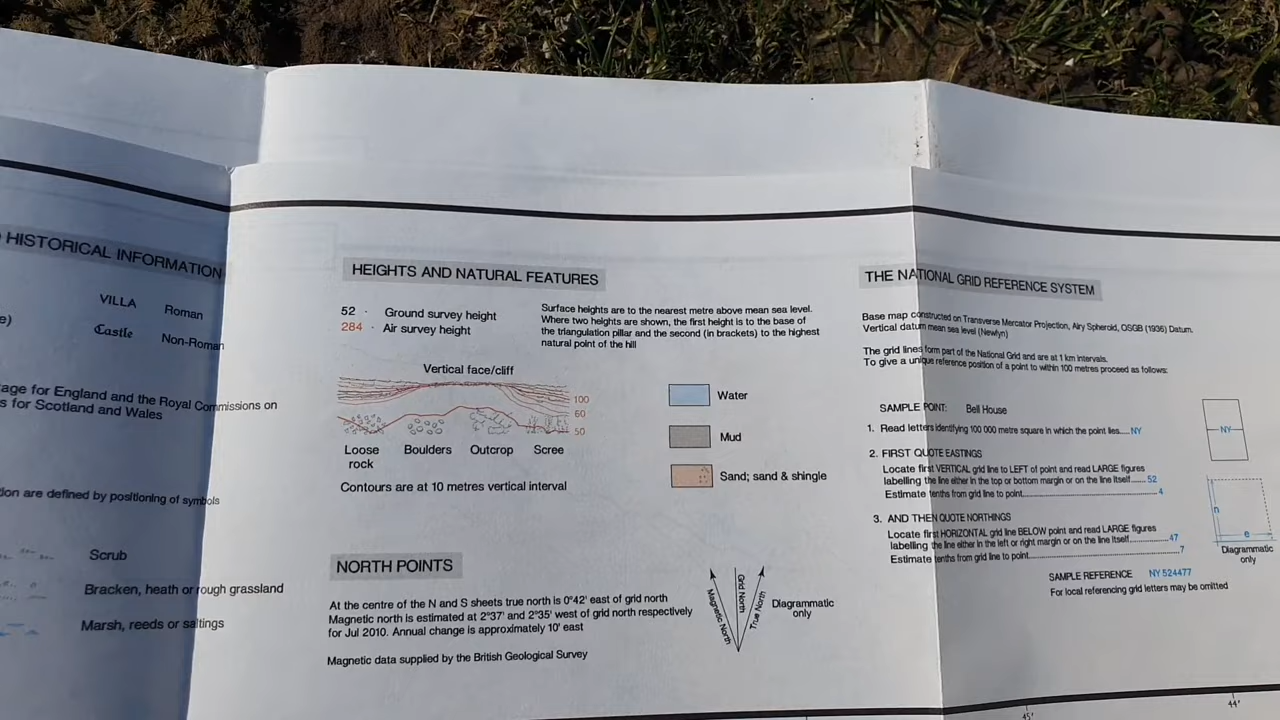 HISTORICAL INFORMATION
VILLA Roman
Castle Non-Roman
age for England and the Royal Commissions on
s for Scotland and Wales
tion are defined by positioning of symbols
Scrub
Bracken, heath or rough grassland
Marsh, reeds or saltings
HEIGHTS AND NATURAL FEATURES
52 · Ground survey height
284 · Air survey height
Surface heights are to the nearest metre above mean sea level.
Where two heights are shown, the first height is to the base of
the triangulation pillar and the second (in brackets) to the highest
natural point of the hill
Vertical face/cliff
100
60
50
Loose rock Boulders Outcrop Scree
Contours are at 10 metres vertical interval
Water
Mud
Sand; sand & shingle
NORTH POINTS
At the centre of the N and S sheets true north is 0°42' east of grid north
Magnetic north is estimated at 2°37' and 2°35' west of grid north respectively
for Jul 2010. Annual change is approximately 10' east
Magnetic data supplied by the British Geological Survey
Magnetic North
Grid North
True North
Diagrammatic
only
THE NATIONAL GRID REFERENCE SYSTEM
Base map constructed on Transverse Mercator Projection, Airy Spheroid, OSGB (1936) Datum.
Vertical datum mean sea level (Newlyn)
The grid lines form part of the National Grid and are at 1 km intervals.
To give a unique reference position of a point to within 100 metres proceed as follows:
SAMPLE POINT: Bell House
1. Read letters identifying 100 000 metre square in which the point lies.....NY
2. FIRST QUOTE EASTINGS
Locate first VERTICAL grid line to LEFT of point and read LARGE figures
labelling the line either in the top or bottom margin or on the line itself......52
Estimate tenths from grid line to point..........4
3. AND THEN QUOTE NORTHINGS
Locate first HORIZONTAL grid line BELOW point and read LARGE figures
labelling the line either in the left or right margin or on the line itself..........47
Estimate tenths from grid line to point..........7
SAMPLE REFERENCE NY 524477
For local referencing grid letters may be omitted
NY
n
e
Diagrammatic
only
45'
44'